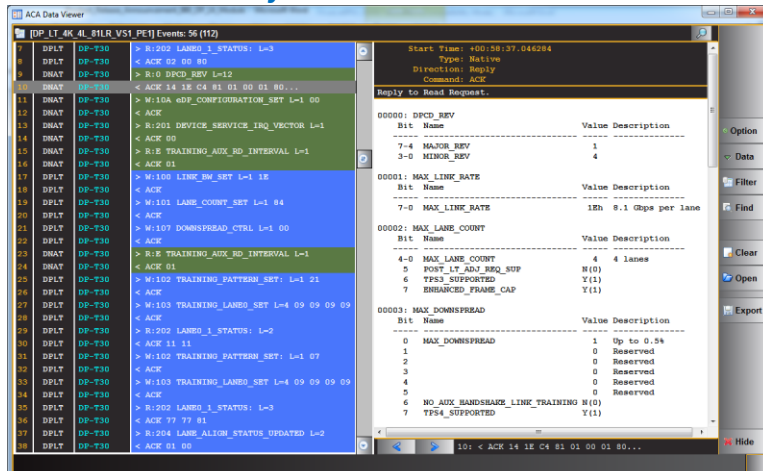 ACA Data Viewer
[DP_LT_4K_4L_81LR_VS1_PE1] Events: 56 (112)
7 DPLT DP-T30 > R:202 LANE0_1_STATUS: L=3
8 DPLT DP-T30 < ACK 02 00 80
9 DNAT DP-T30 > R:0 DPCD_REV L=12
10 DNAT DP-T30 < ACK 14 1E C4 81 01 00 01 80...
11 DNAT DP-T30 > W:10A eDP_CONFIGURATION_SET L=1 00
12 DNAT DP-T30 < ACK
13 DNAT DP-T30 > R:201 DEVICE_SERVICE_IRQ_VECTOR L=1
14 DNAT DP-T30 < ACK 00
15 DNAT DP-T30 > R:E TRAINING_AUX_RD_INTERVAL L=1
16 DNAT DP-T30 < ACK 01
17 DPLT DP-T30 > W:100 LINK_BW_SET L=1 1E
18 DPLT DP-T30 < ACK
19 DPLT DP-T30 > W:101 LANE_COUNT_SET L=1 84
20 DPLT DP-T30 < ACK
21 DPLT DP-T30 > W:107 DOWNSPREAD_CTRL L=1 00
22 DPLT DP-T30 < ACK
23 DNAT DP-T30 > R:E TRAINING_AUX_RD_INTERVAL L=1
24 DNAT DP-T30 < ACK 01
25 DPLT DP-T30 > W:102 TRAINING_PATTERN_SET: L=1 21
26 DPLT DP-T30 < ACK
27 DPLT DP-T30 > W:103 TRAINING_LANE0_SET L=4 09 09 09 09
28 DPLT DP-T30 < ACK
29 DPLT DP-T30 > R:202 LANE0_1_STATUS: L=2
30 DPLT DP-T30 < ACK 11 11
31 DPLT DP-T30 > W:102 TRAINING_PATTERN_SET: L=1 07
32 DPLT DP-T30 < ACK
33 DPLT DP-T30 > W:103 TRAINING_LANE0_SET L=4 09 09 09 09
34 DPLT DP-T30 < ACK
35 DPLT DP-T30 > R:202 LANE0_1_STATUS: L=3
36 DPLT DP-T30 < ACK 77 77 81
37 DPLT DP-T30 > R:204 LANE_ALIGN_STATUS_UPDATED L=2
38 DPLT DP-T30 < ACK 01 00
Start Time: +00:58:37.046284
Type: Native
Direction: Reply
Command: ACK
Reply to Read Request.
00000: DPCD_REV
Bit Name Value Description
7-4 MAJOR_REV 1
3-0 MINOR_REV 4
00001: MAX_LINK_RATE
Bit Name Value Description
7-0 MAX_LINK_RATE 1Eh 8.1 Gbps per lane
00002: MAX_LANE_COUNT
Bit Name Value Description
4-0 MAX_LANE_COUNT 4 4 lanes
5 POST_LT_ADJ_REQ_SUP N(0)
6 TPS3_SUPPORTED Y(1)
7 ENHANCED_FRAME_CAP Y(1)
00003: MAX_DOWNSPREAD
Bit Name Value Description
0 MAX_DOWNSPREAD 1 Up to 0.5%
1 0 Reserved
2 0 Reserved
3 0 Reserved
4 0 Reserved
5 0 Reserved
6 NO_AUX_HANDSHAKE_LINK_TRAINING N(0)
7 TPS4_SUPPORTED Y(1)
10: < ACK 14 1E C4 81 01 00 01 80...
Option
Data
Filter
Find
Clear
Open
Export
Hide